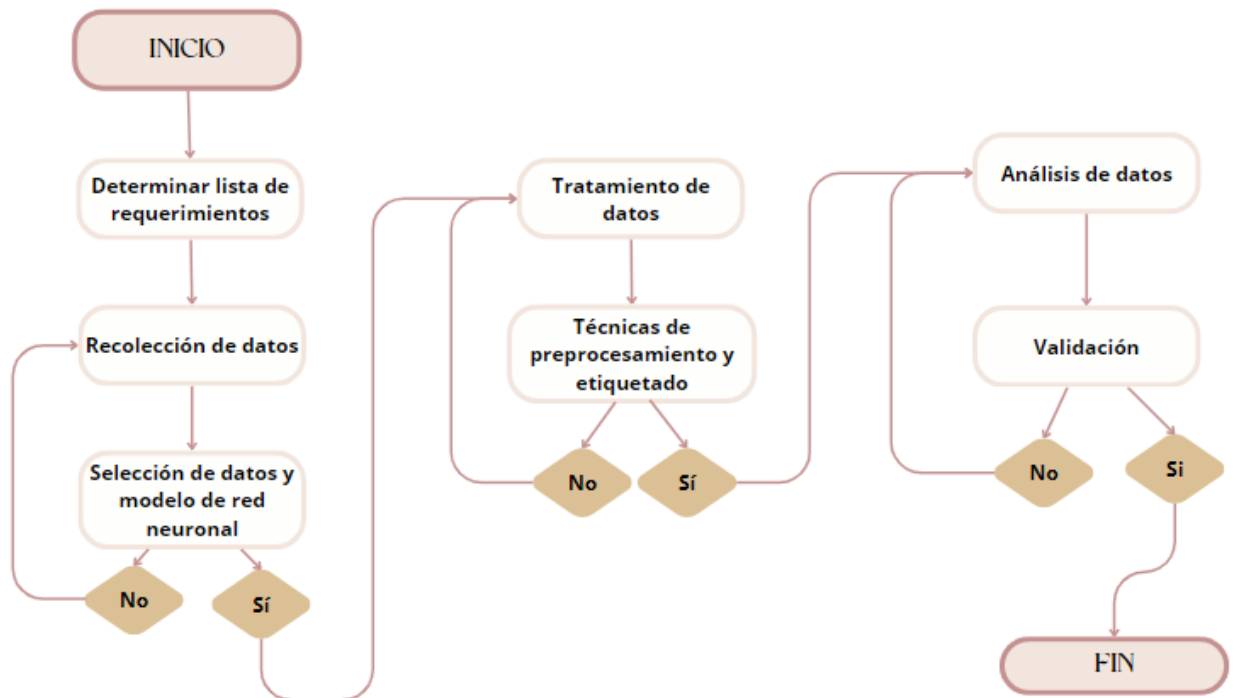 INICIO
Determinar lista de
requerimientos
Recolección de datos
Selección de datos y
modelo de red
neuronal
No
Sí
Tratamiento de
datos
Técnicas de
preprocesamiento y
etiquetado
No
Sí
Análisis de datos
Validación
No
Si
FIN